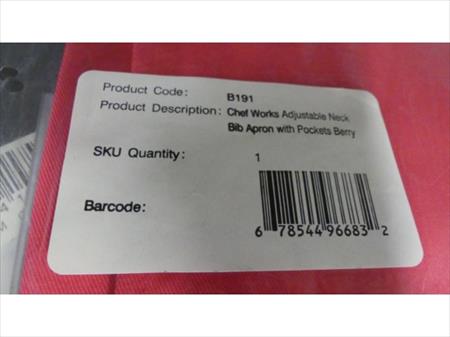 Product Code: B191
Product Description: Chef Works Adjustable Neck
Bib Apron with Pockets Berry
SKU Quantity: 1
Barcode:
6 78544 96683 2